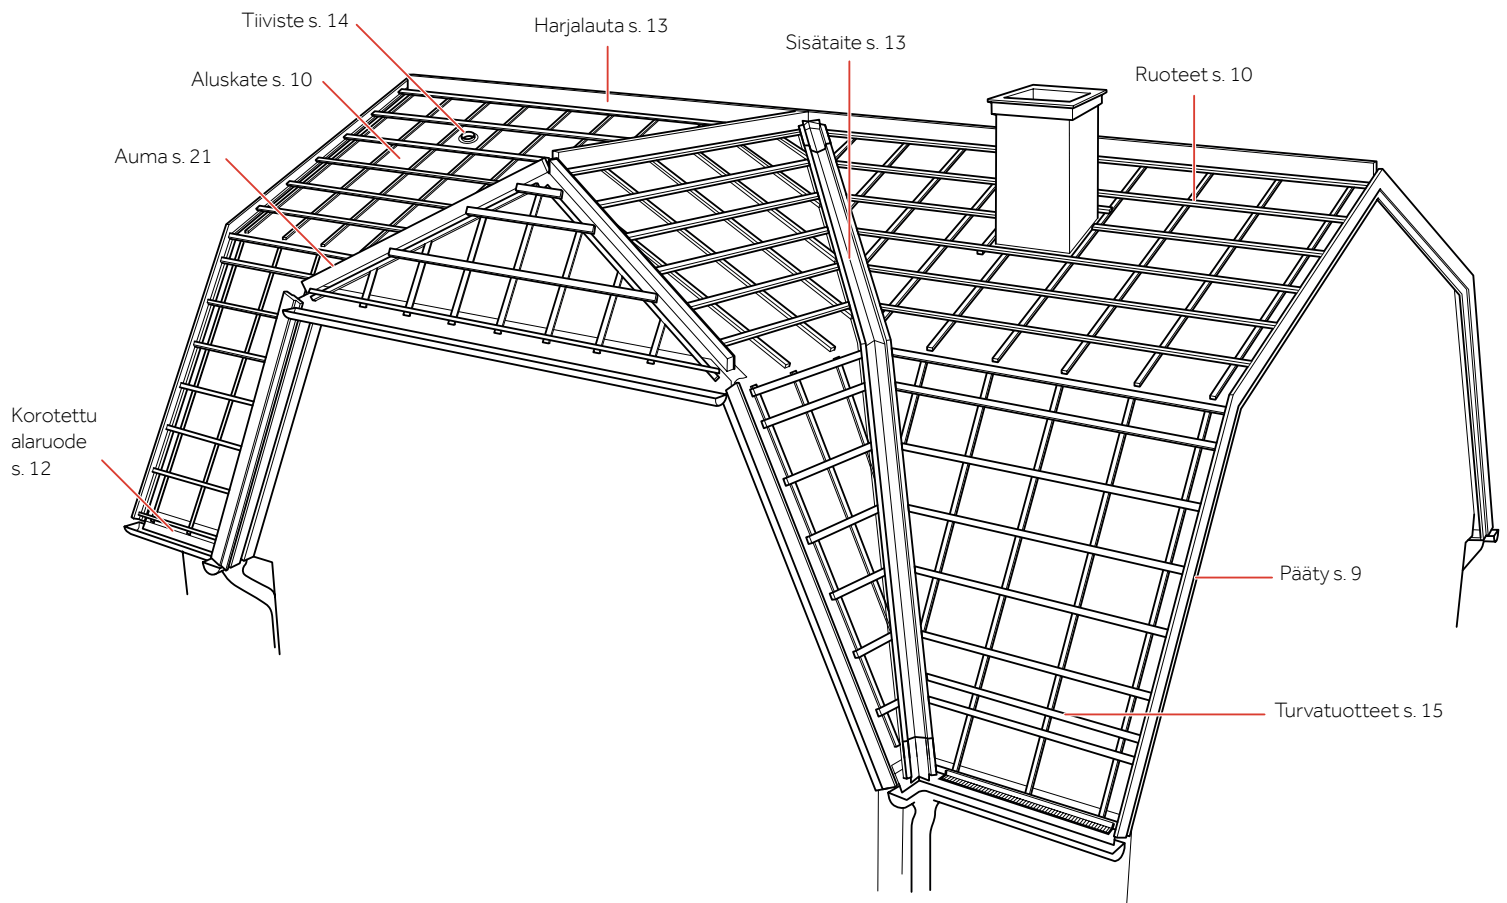 Tiiviste s. 14
Harjalauta s. 13
Sisätaite s. 13
Aluskate s. 10
Ruoteet s. 10
Auma s. 21
Korotettu
alaruode
s. 12
Pääty s. 9
Turvatuotteet s. 15